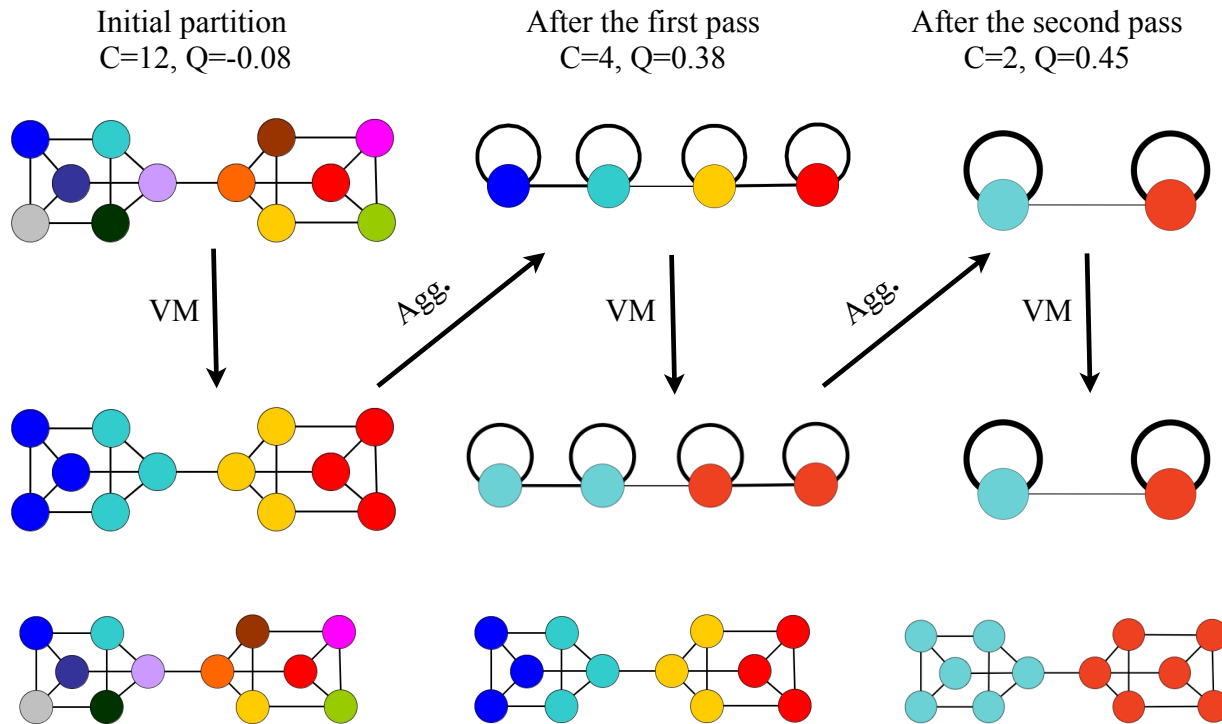 Initial partition
C=12, Q=-0.08
After the first pass
C=4, Q=0.38
After the second pass
C=2, Q=0.45
VM
Agg.
VM
Agg.
VM